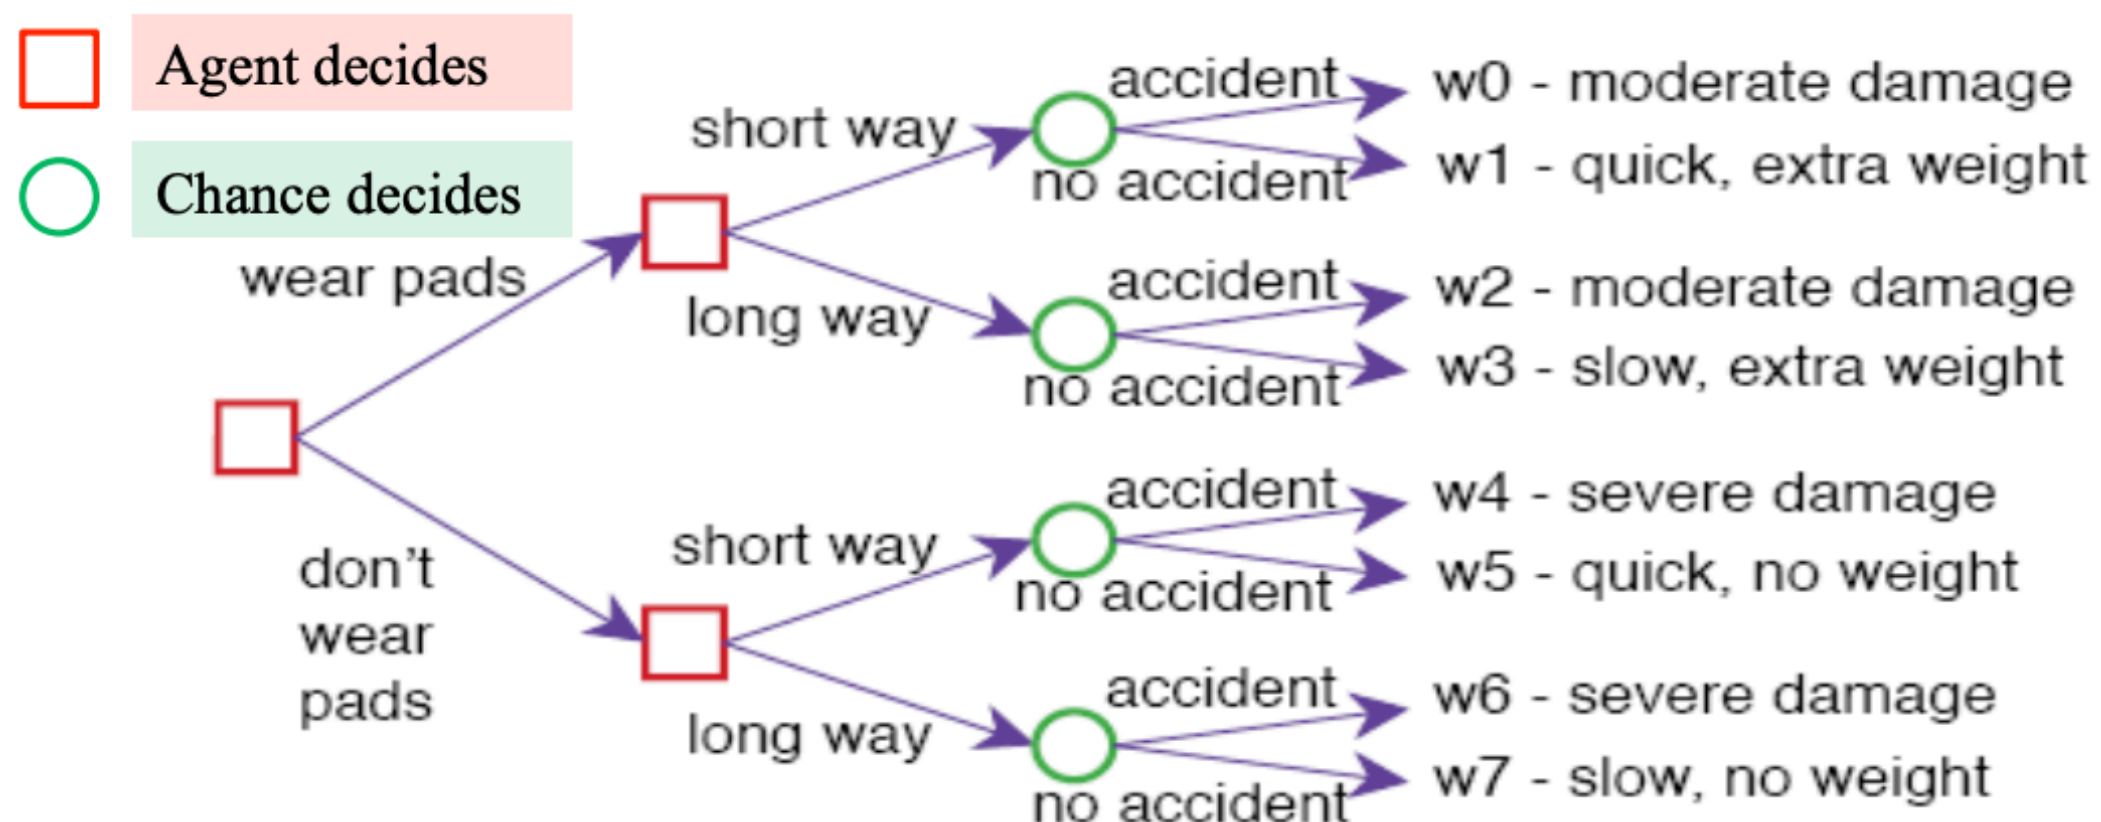 Agent decides
Chance decides
wear pads
don't
wear
pads
short way
long way
short way
long way
accident
no accident
accident
no accident
accident
no accident
accident
no accident
w0 - moderate damage
w1 - quick, extra weight
w2 - moderate damage
w3 - slow, extra weight
w4 - severe damage
w5 - quick, no weight
w6 - severe damage
w7 - slow, no weight